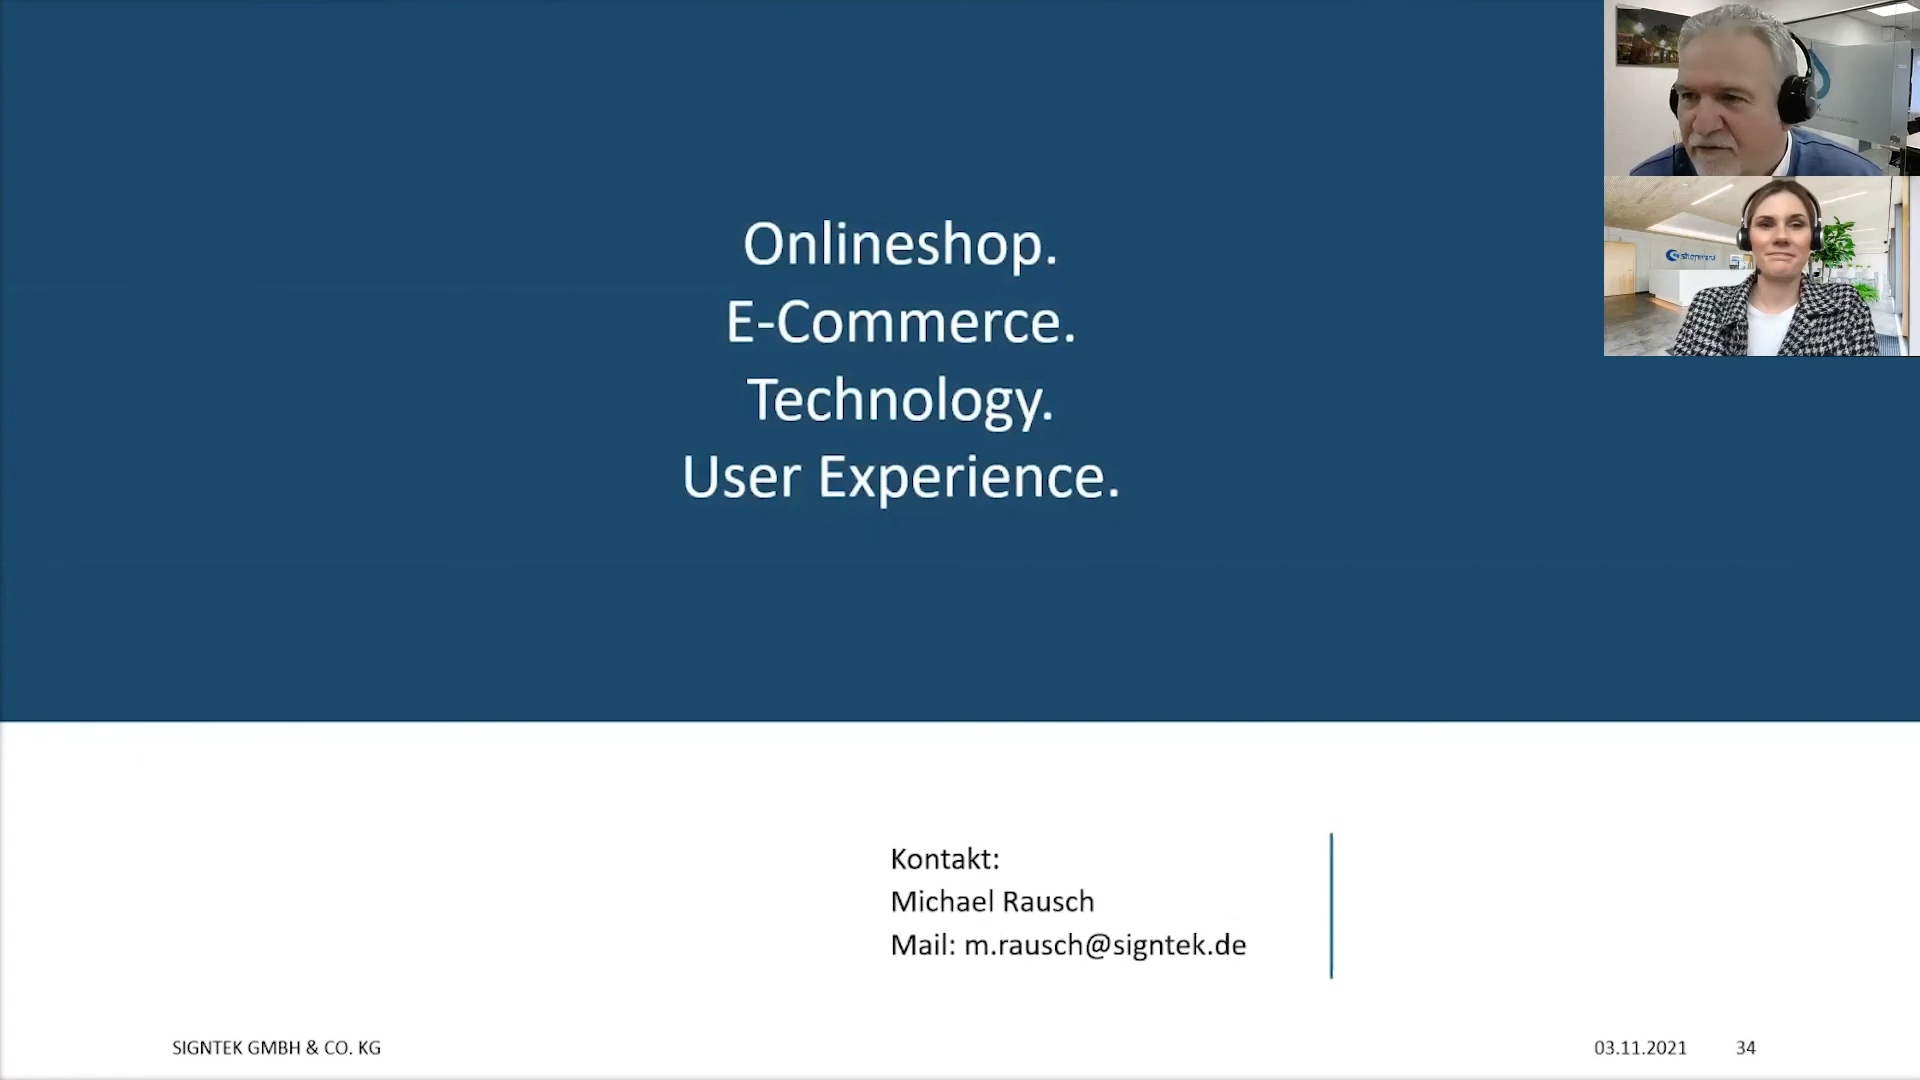 Onlineshop.
E-Commerce.
Technology.
User Experience.
Kontakt:
Michael Rausch
Mail: m.rausch@signtek.de
SIGNTEK GMBH & CO. KG
03.11.2021
34